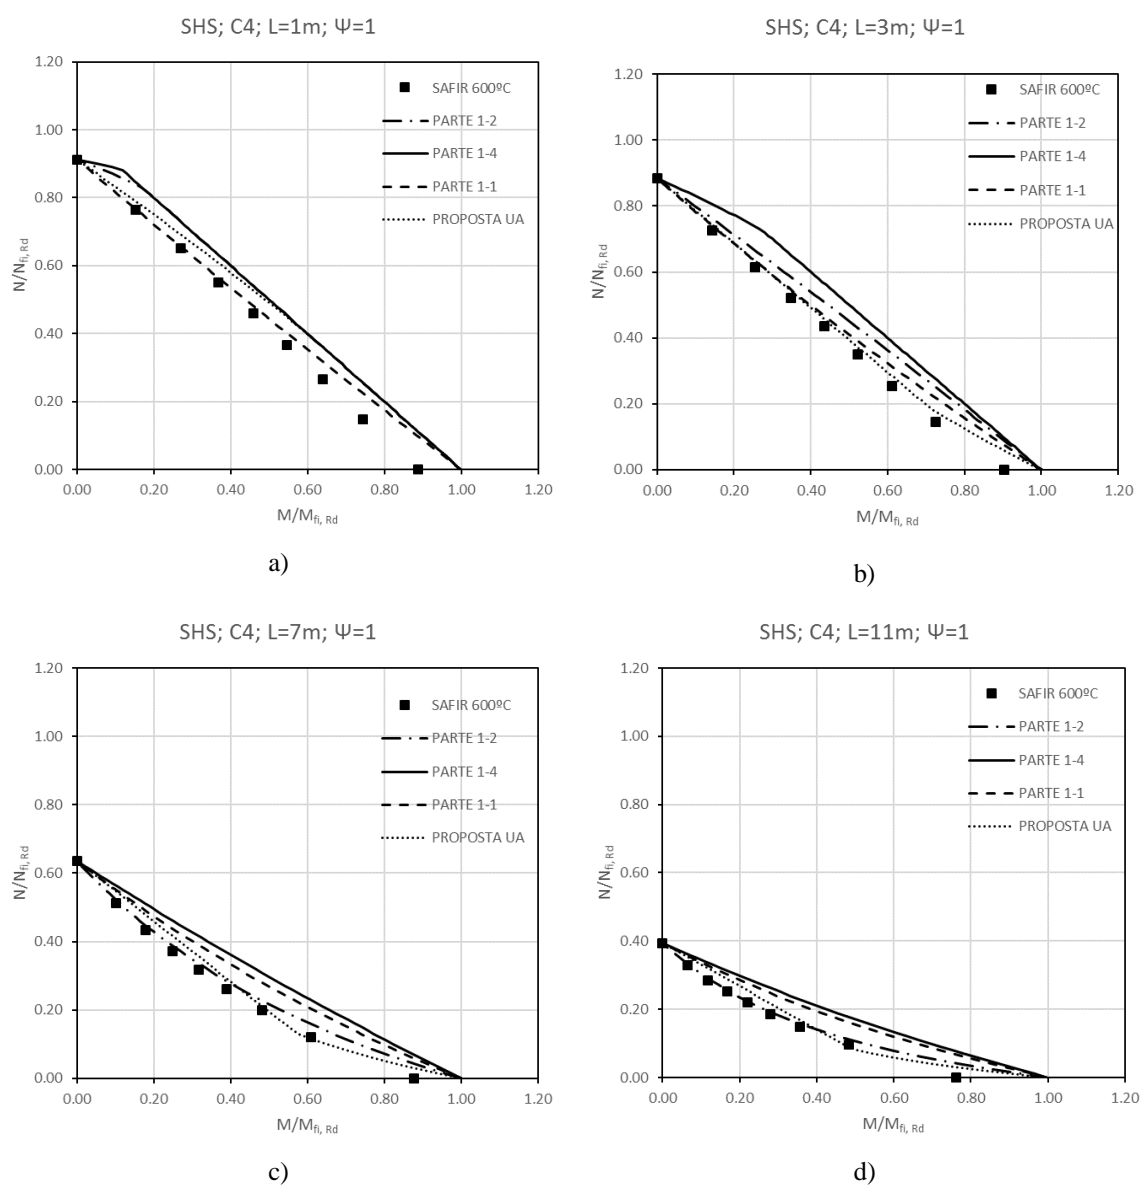 SHS; C4; L=1m; Ψ=1
1.20
1.00
0.80
0.60
0.40
0.20
0.00
0.00 0.20 0.40 0.60 0.80 1.00 1.20
N/Nfi, Rd
M/Mfi, Rd
SAFIR 600ºC
PARTE 1-2
PARTE 1-4
PARTE 1-1
PROPOSTA UA
a)
SHS; C4; L=3m; Ψ=1
1.20
1.00
0.80
0.60
0.40
0.20
0.00
0.00 0.20 0.40 0.60 0.80 1.00 1.20
N/Nfi, Rd
M/Mfi, Rd
SAFIR 600ºC
PARTE 1-2
PARTE 1-4
PARTE 1-1
PROPOSTA UA
b)
SHS; C4; L=7m; Ψ=1
1.20
1.00
0.80
0.60
0.40
0.20
0.00
0.00 0.20 0.40 0.60 0.80 1.00 1.20
N/Nfi, Rd
M/Mfi, Rd
SAFIR 600ºC
PARTE 1-2
PARTE 1-4
PARTE 1-1
PROPOSTA UA
c)
SHS; C4; L=11m; Ψ=1
1.20
1.00
0.80
0.60
0.40
0.20
0.00
0.00 0.20 0.40 0.60 0.80 1.00 1.20
N/Nfi, Rd
M/Mfi, Rd
SAFIR 600ºC
PARTE 1-2
PARTE 1-4
PARTE 1-1
PROPOSTA UA
d)